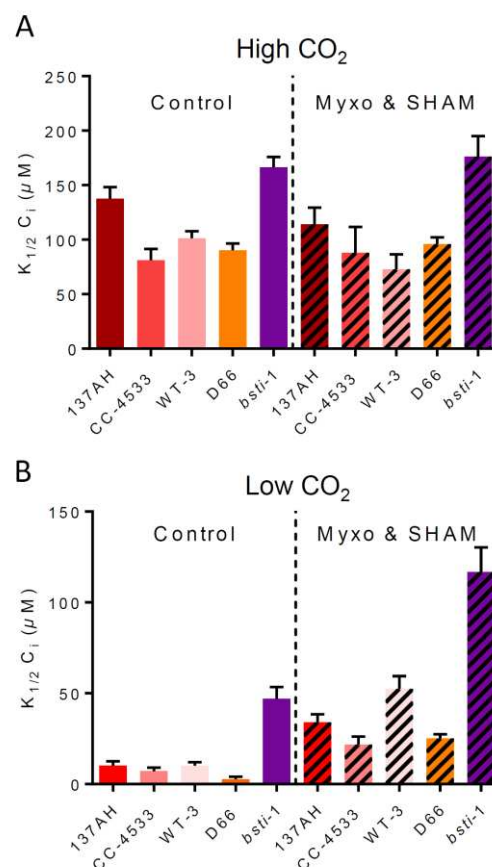 A
High CO₂
Control Myxo & SHAM
K₁/₂ Cᵢ (μM)
250
200
150
100
50
0
137AH CC-4533 WT-3 D66 bsti-1 137AH CC-4533 WT-3 D66 bsti-1
B
Low CO₂
Control Myxo & SHAM
K₁/₂ Cᵢ (μM)
150
100
50
0
137AH CC-4533 WT-3 D66 bsti-1 137AH CC-4533 WT-3 D66 bsti-1